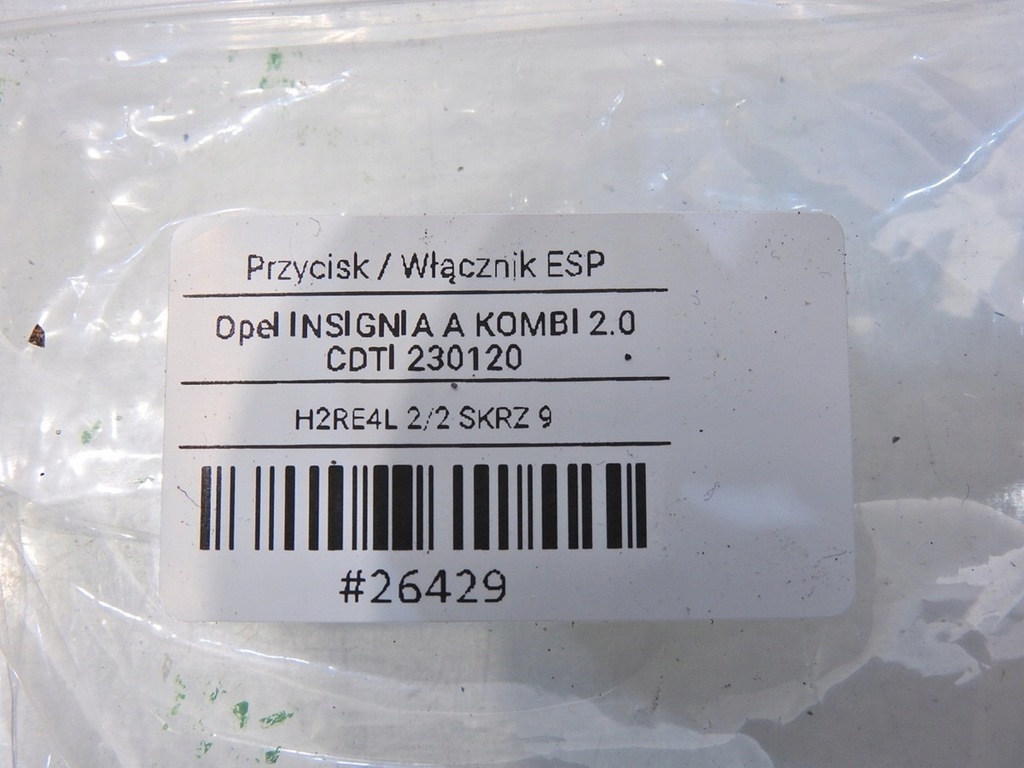 Przycisk / Włącznik ESP
Opel INSIGNIA A KOMBI 2.0
CDTI 230120
H2RE4L 2/2 SKRZ 9
#26429